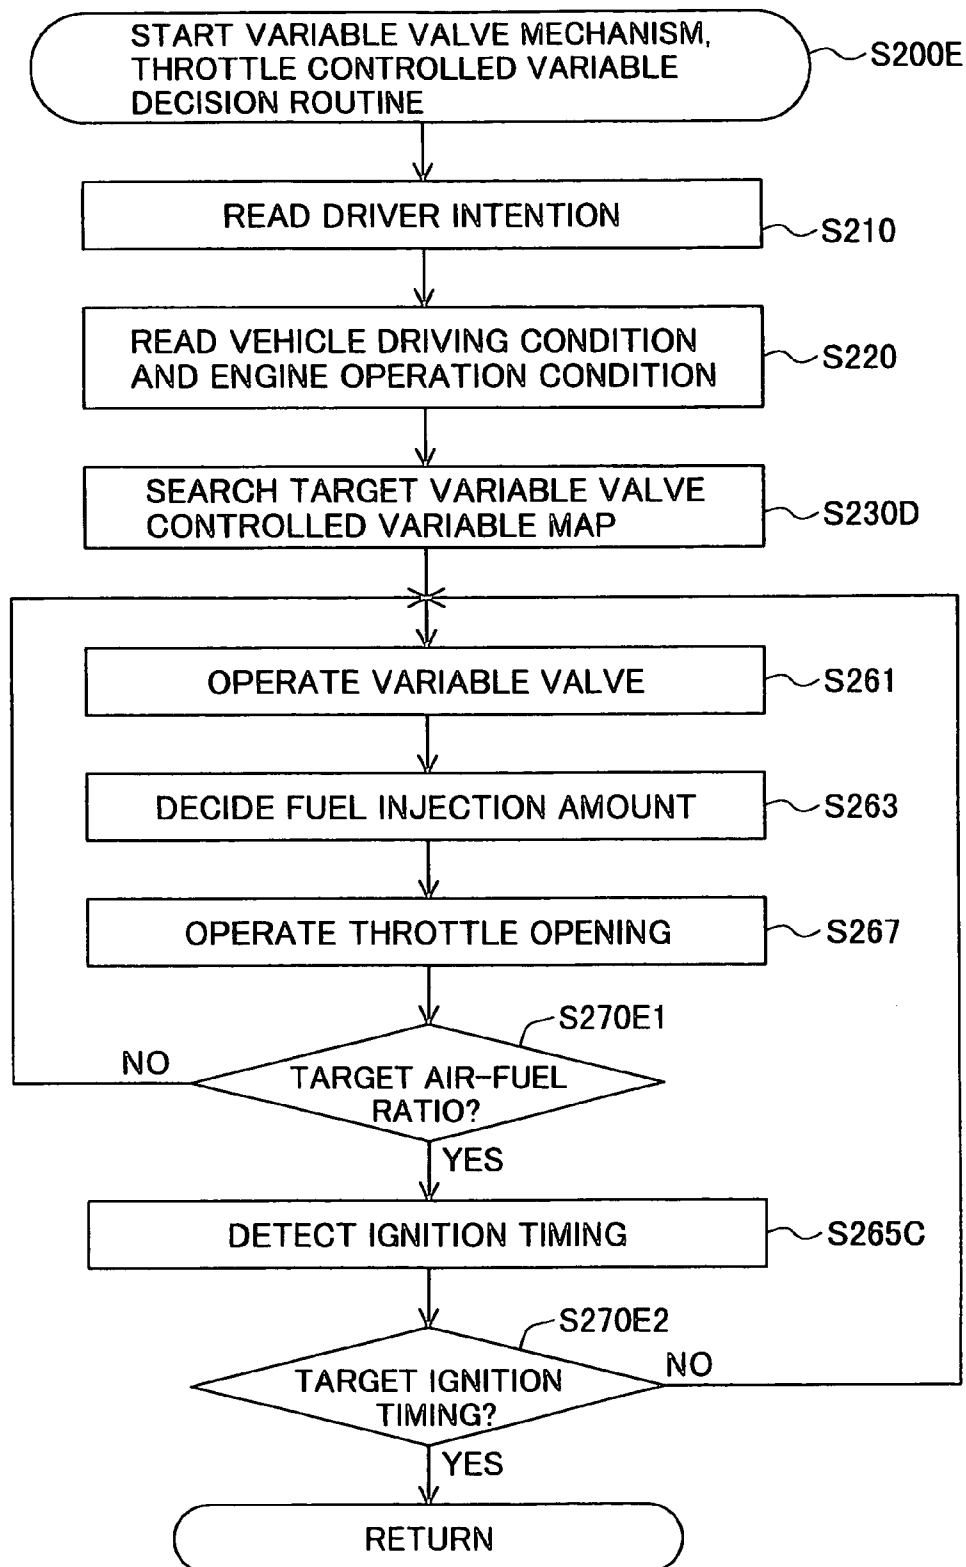 START VARIABLE VALVE MECHANISM,
THROTTLE CONTROLLED VARIABLE
DECISION ROUTINE
S200E
READ DRIVER INTENTION
S210
READ VEHICLE DRIVING CONDITION
AND ENGINE OPERATION CONDITION
S220
SEARCH TARGET VARIABLE VALVE
CONTROLLED VARIABLE MAP
S230D
OPERATE VARIABLE VALVE
S261
DECIDE FUEL INJECTION AMOUNT
S263
OPERATE THROTTLE OPENING
S267
S270E1
NO
TARGET AIR-FUEL
RATIO?
YES
DETECT IGNITION TIMING
S265C
S270E2
NO
TARGET IGNITION
TIMING?
YES
RETURN